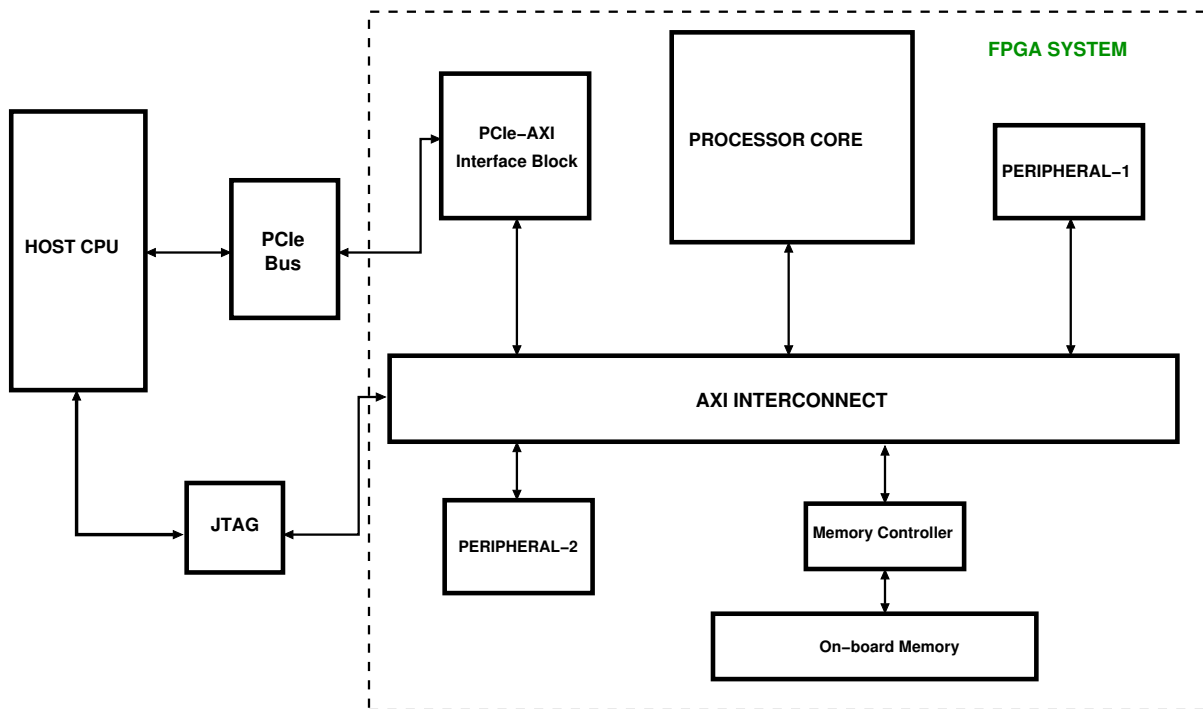 FPGA SYSTEM
PCIe−AXI
Interface Block
PROCESSOR CORE
PERIPHERAL−1
HOST CPU
PCIe
Bus
AXI INTERCONNECT
JTAG
PERIPHERAL−2
Memory Controller
On−board Memory